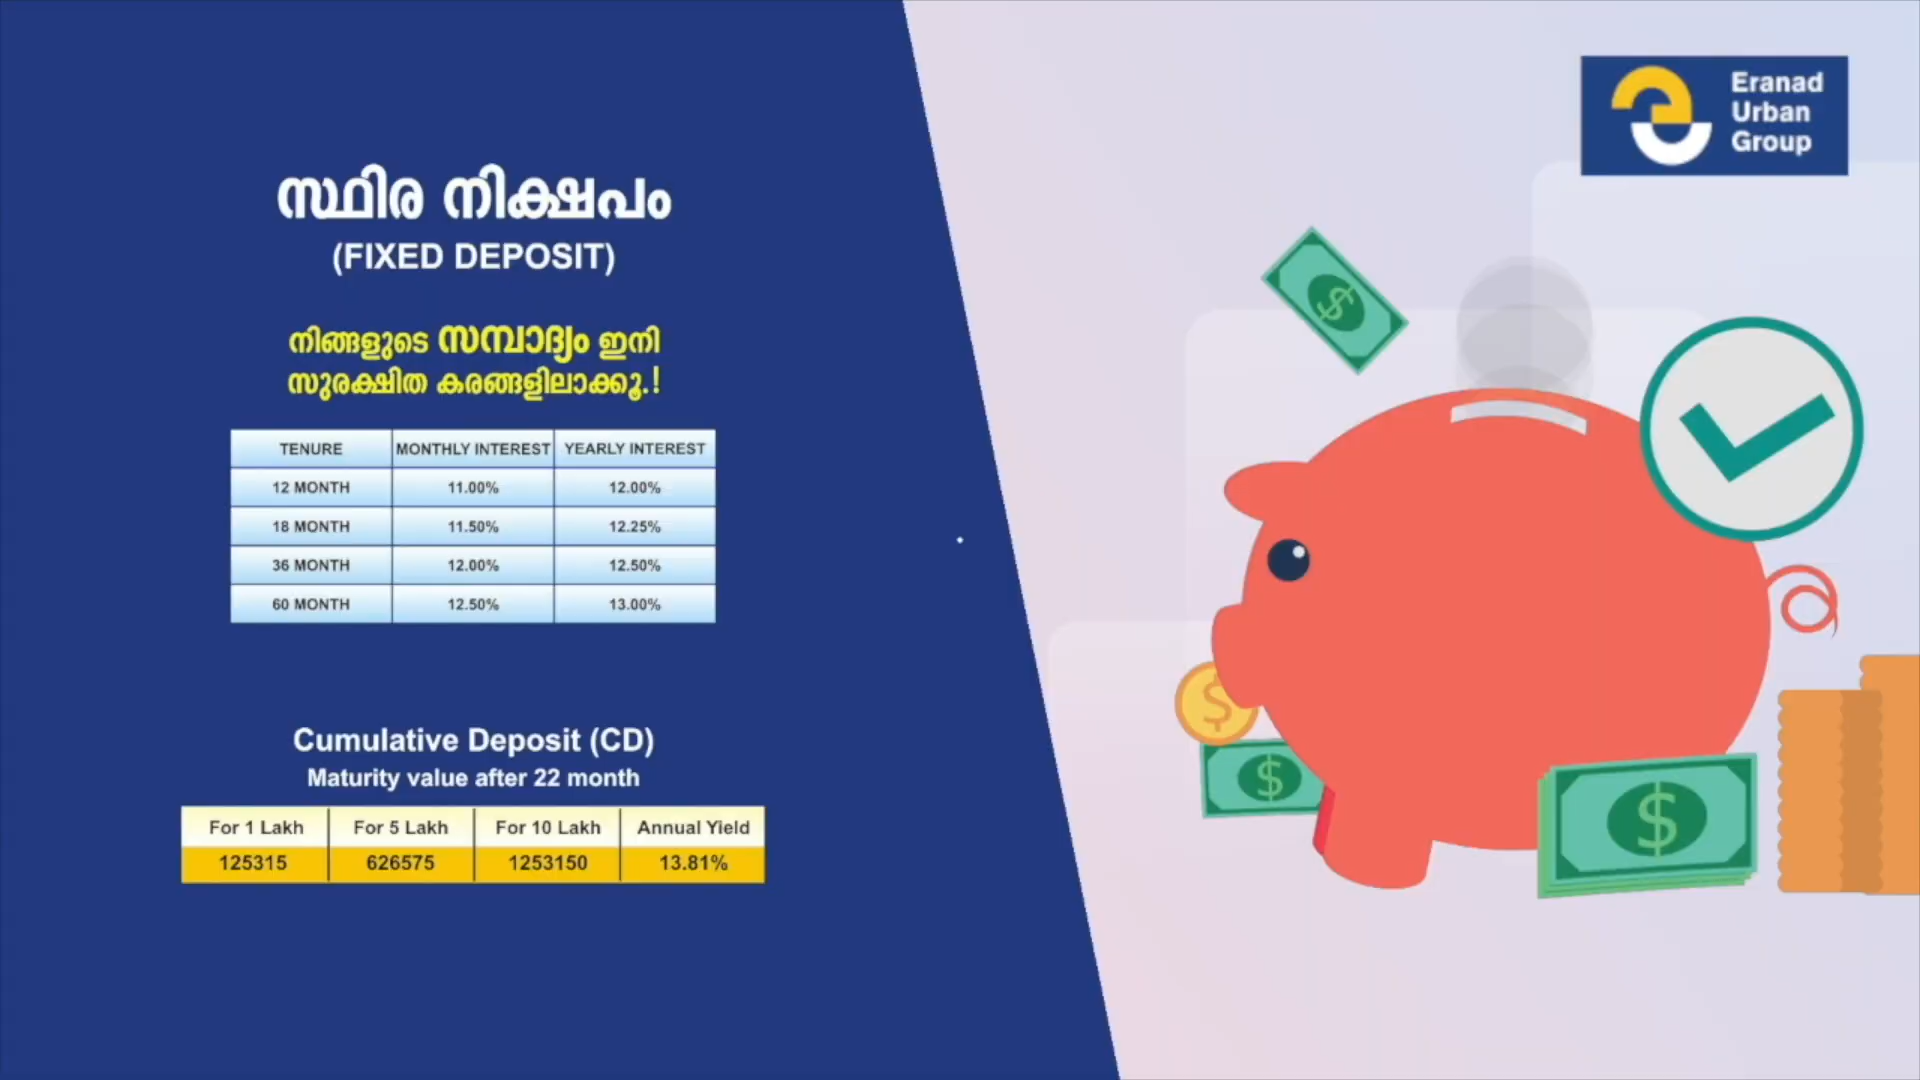 Eranad
Urban
Group
സ്ഥിര നിക്ഷപം
(FIXED DEPOSIT)
നിങ്ങളുടെ സമ്പാദ്യം ഇനി
സുരക്ഷിത കരങ്ങളിലാക്കൂ.!
TENURE MONTHLY INTEREST YEARLY INTEREST
12 MONTH 11.00% 12.00%
18 MONTH 11.50% 12.25%
36 MONTH 12.00% 12.50%
60 MONTH 12.50% 13.00%
Cumulative Deposit (CD)
Maturity value after 22 month
For 1 Lakh For 5 Lakh For 10 Lakh Annual Yield
125315 626575 1253150 13.81%
$
$
$
$